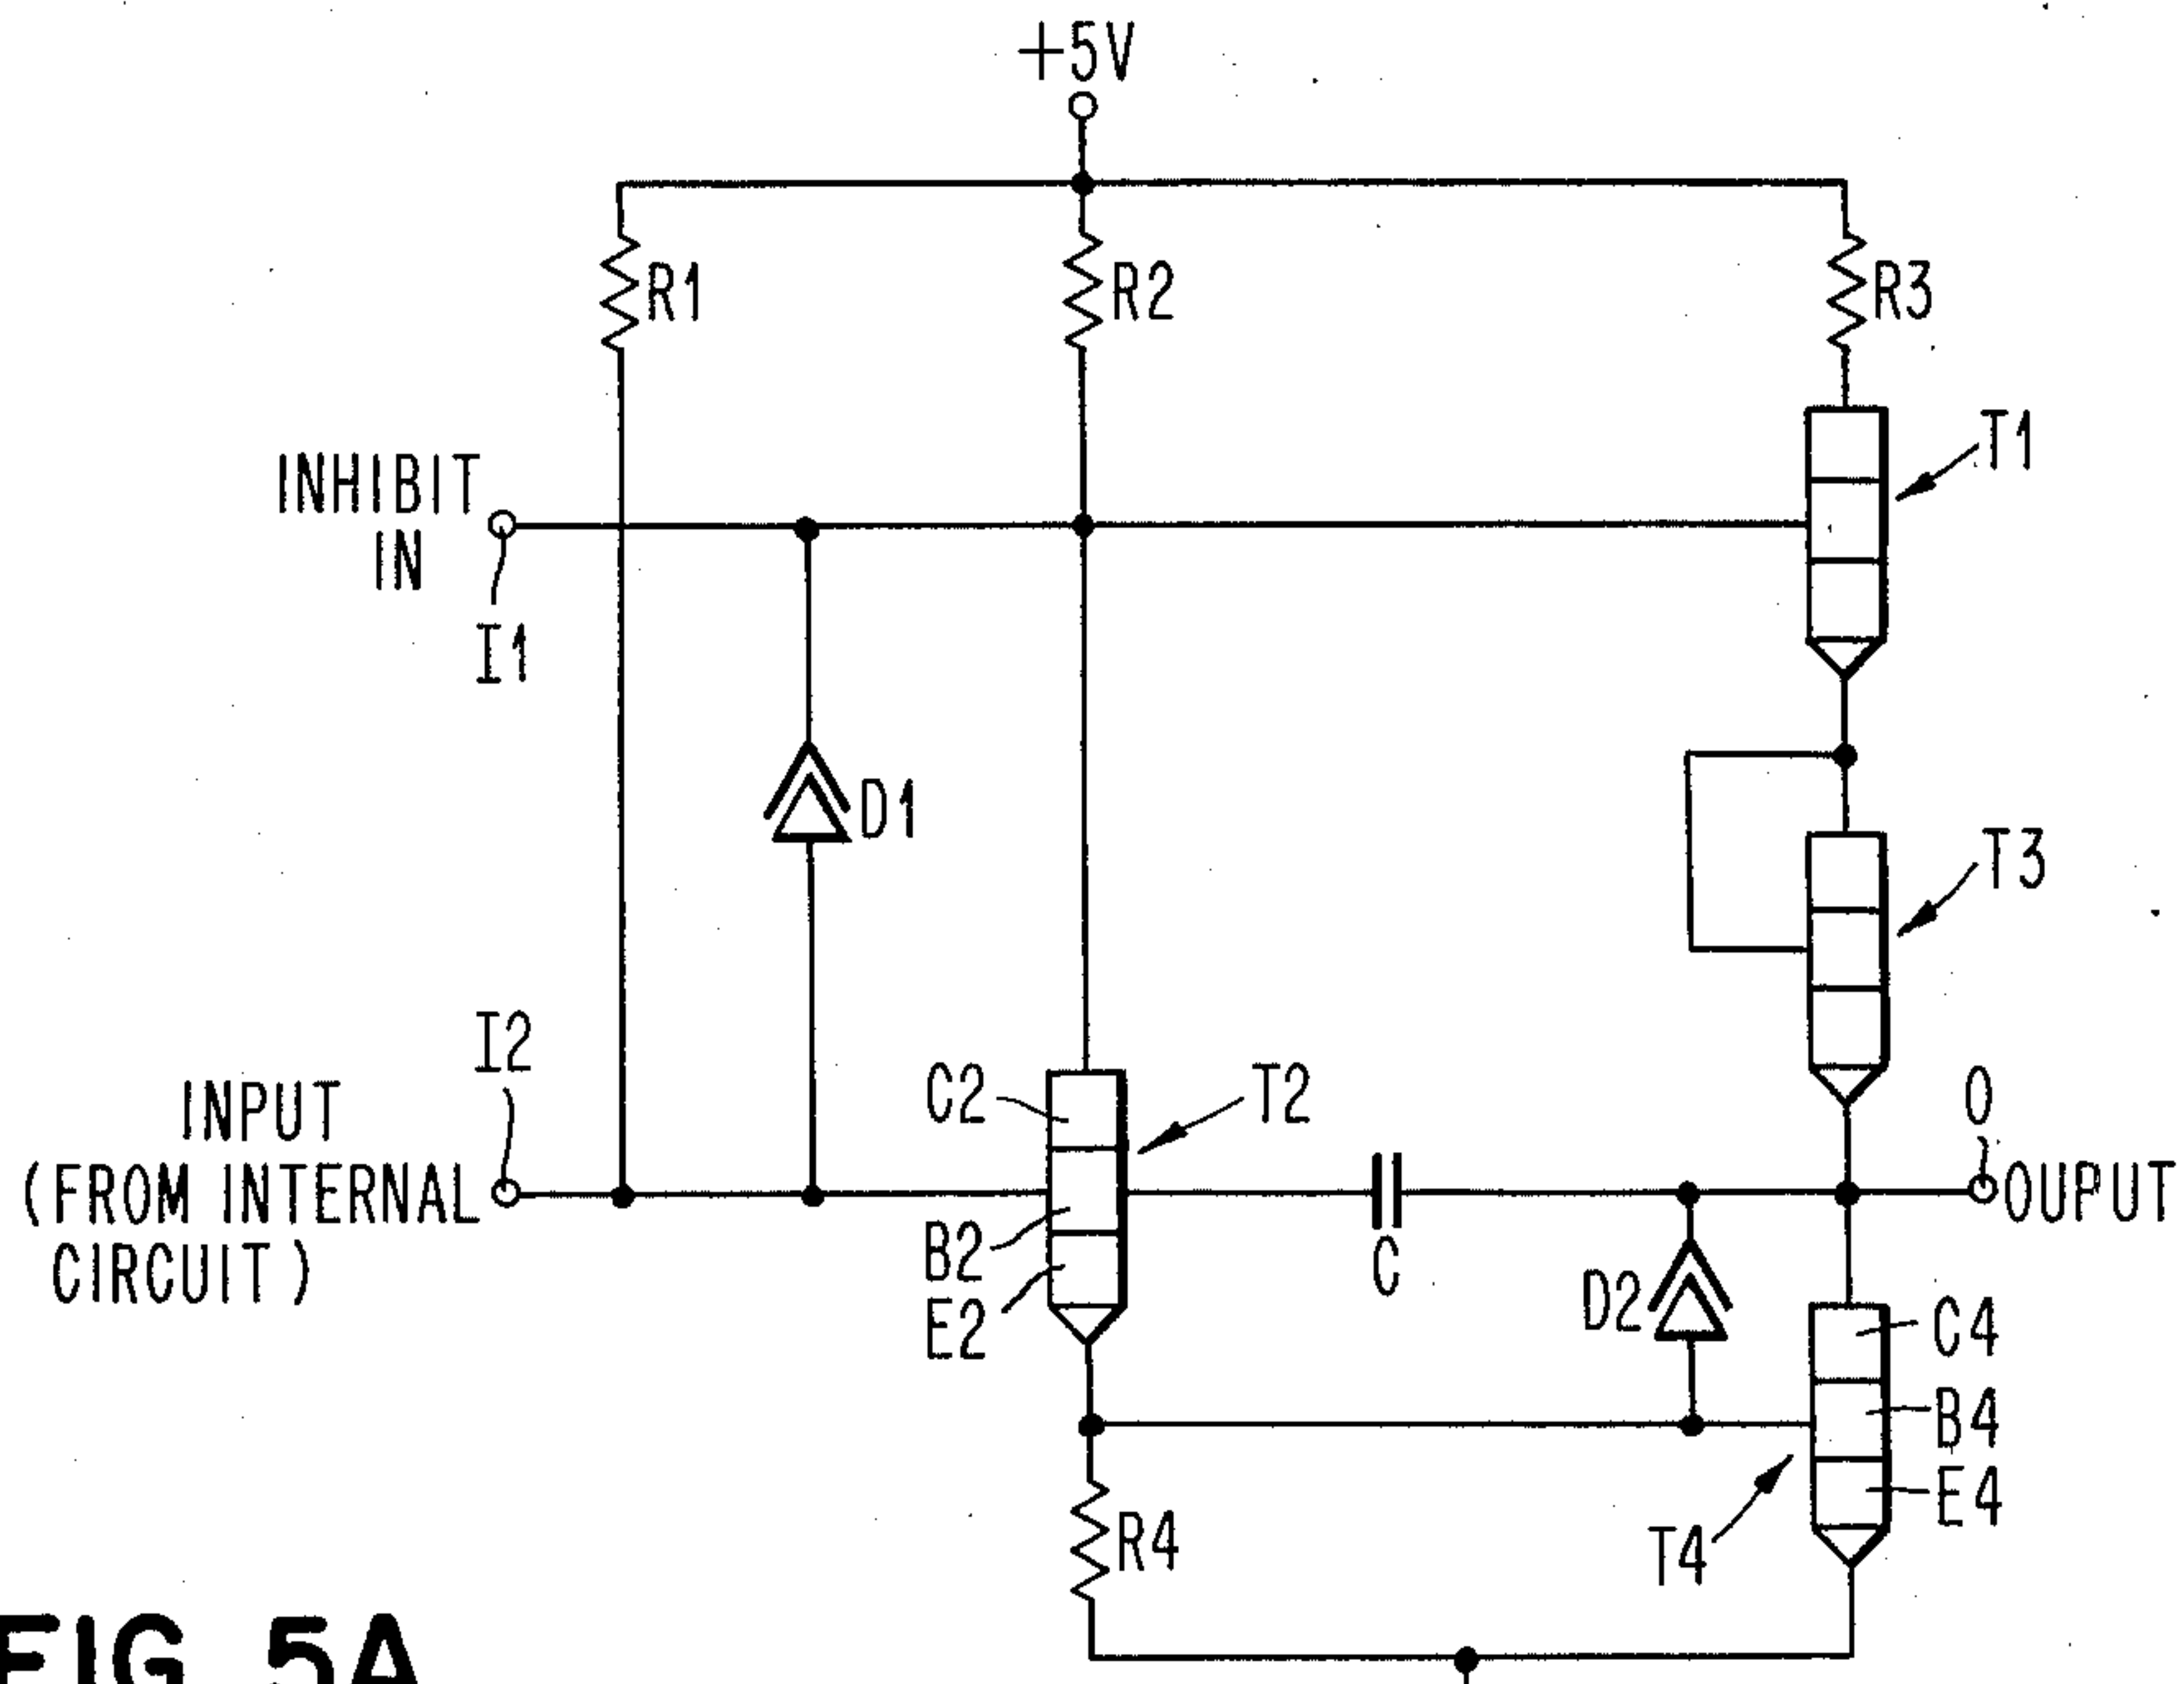 +5V
R1
R2
R3
T1
INHIBIT
IN
I1
D1
T3
I2
INPUT
(FROM INTERNAL
CIRCUIT)
C2
T2
B2
E2
C
D2
O
OUPUT
C4
B4
E4
R4
T4
FIG 5A